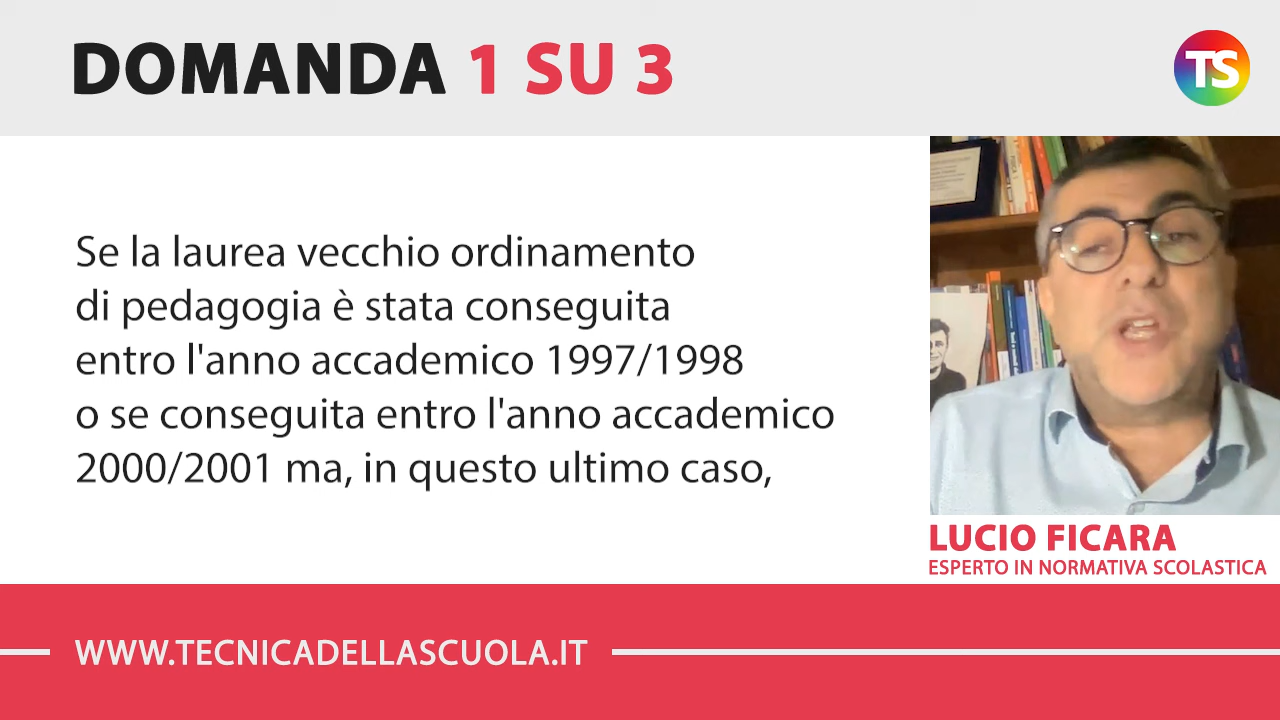 DOMANDA 1 SU 3
TS
Se la laurea vecchio ordinamento
di pedagogia è stata conseguita
entro l'anno accademico 1997/1998
o se conseguita entro l'anno accademico
2000/2001 ma, in questo ultimo caso,
LUCIO FICARA
ESPERTO IN NORMATIVA SCOLASTICA
WWW.TECNICADELLASCUOLA.IT